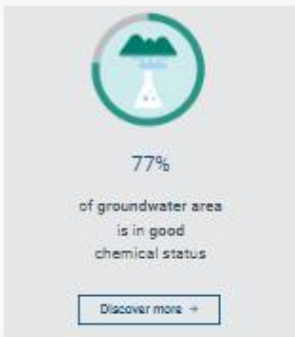 77%
of groundwater area
is in good
chemical status
Discover more →